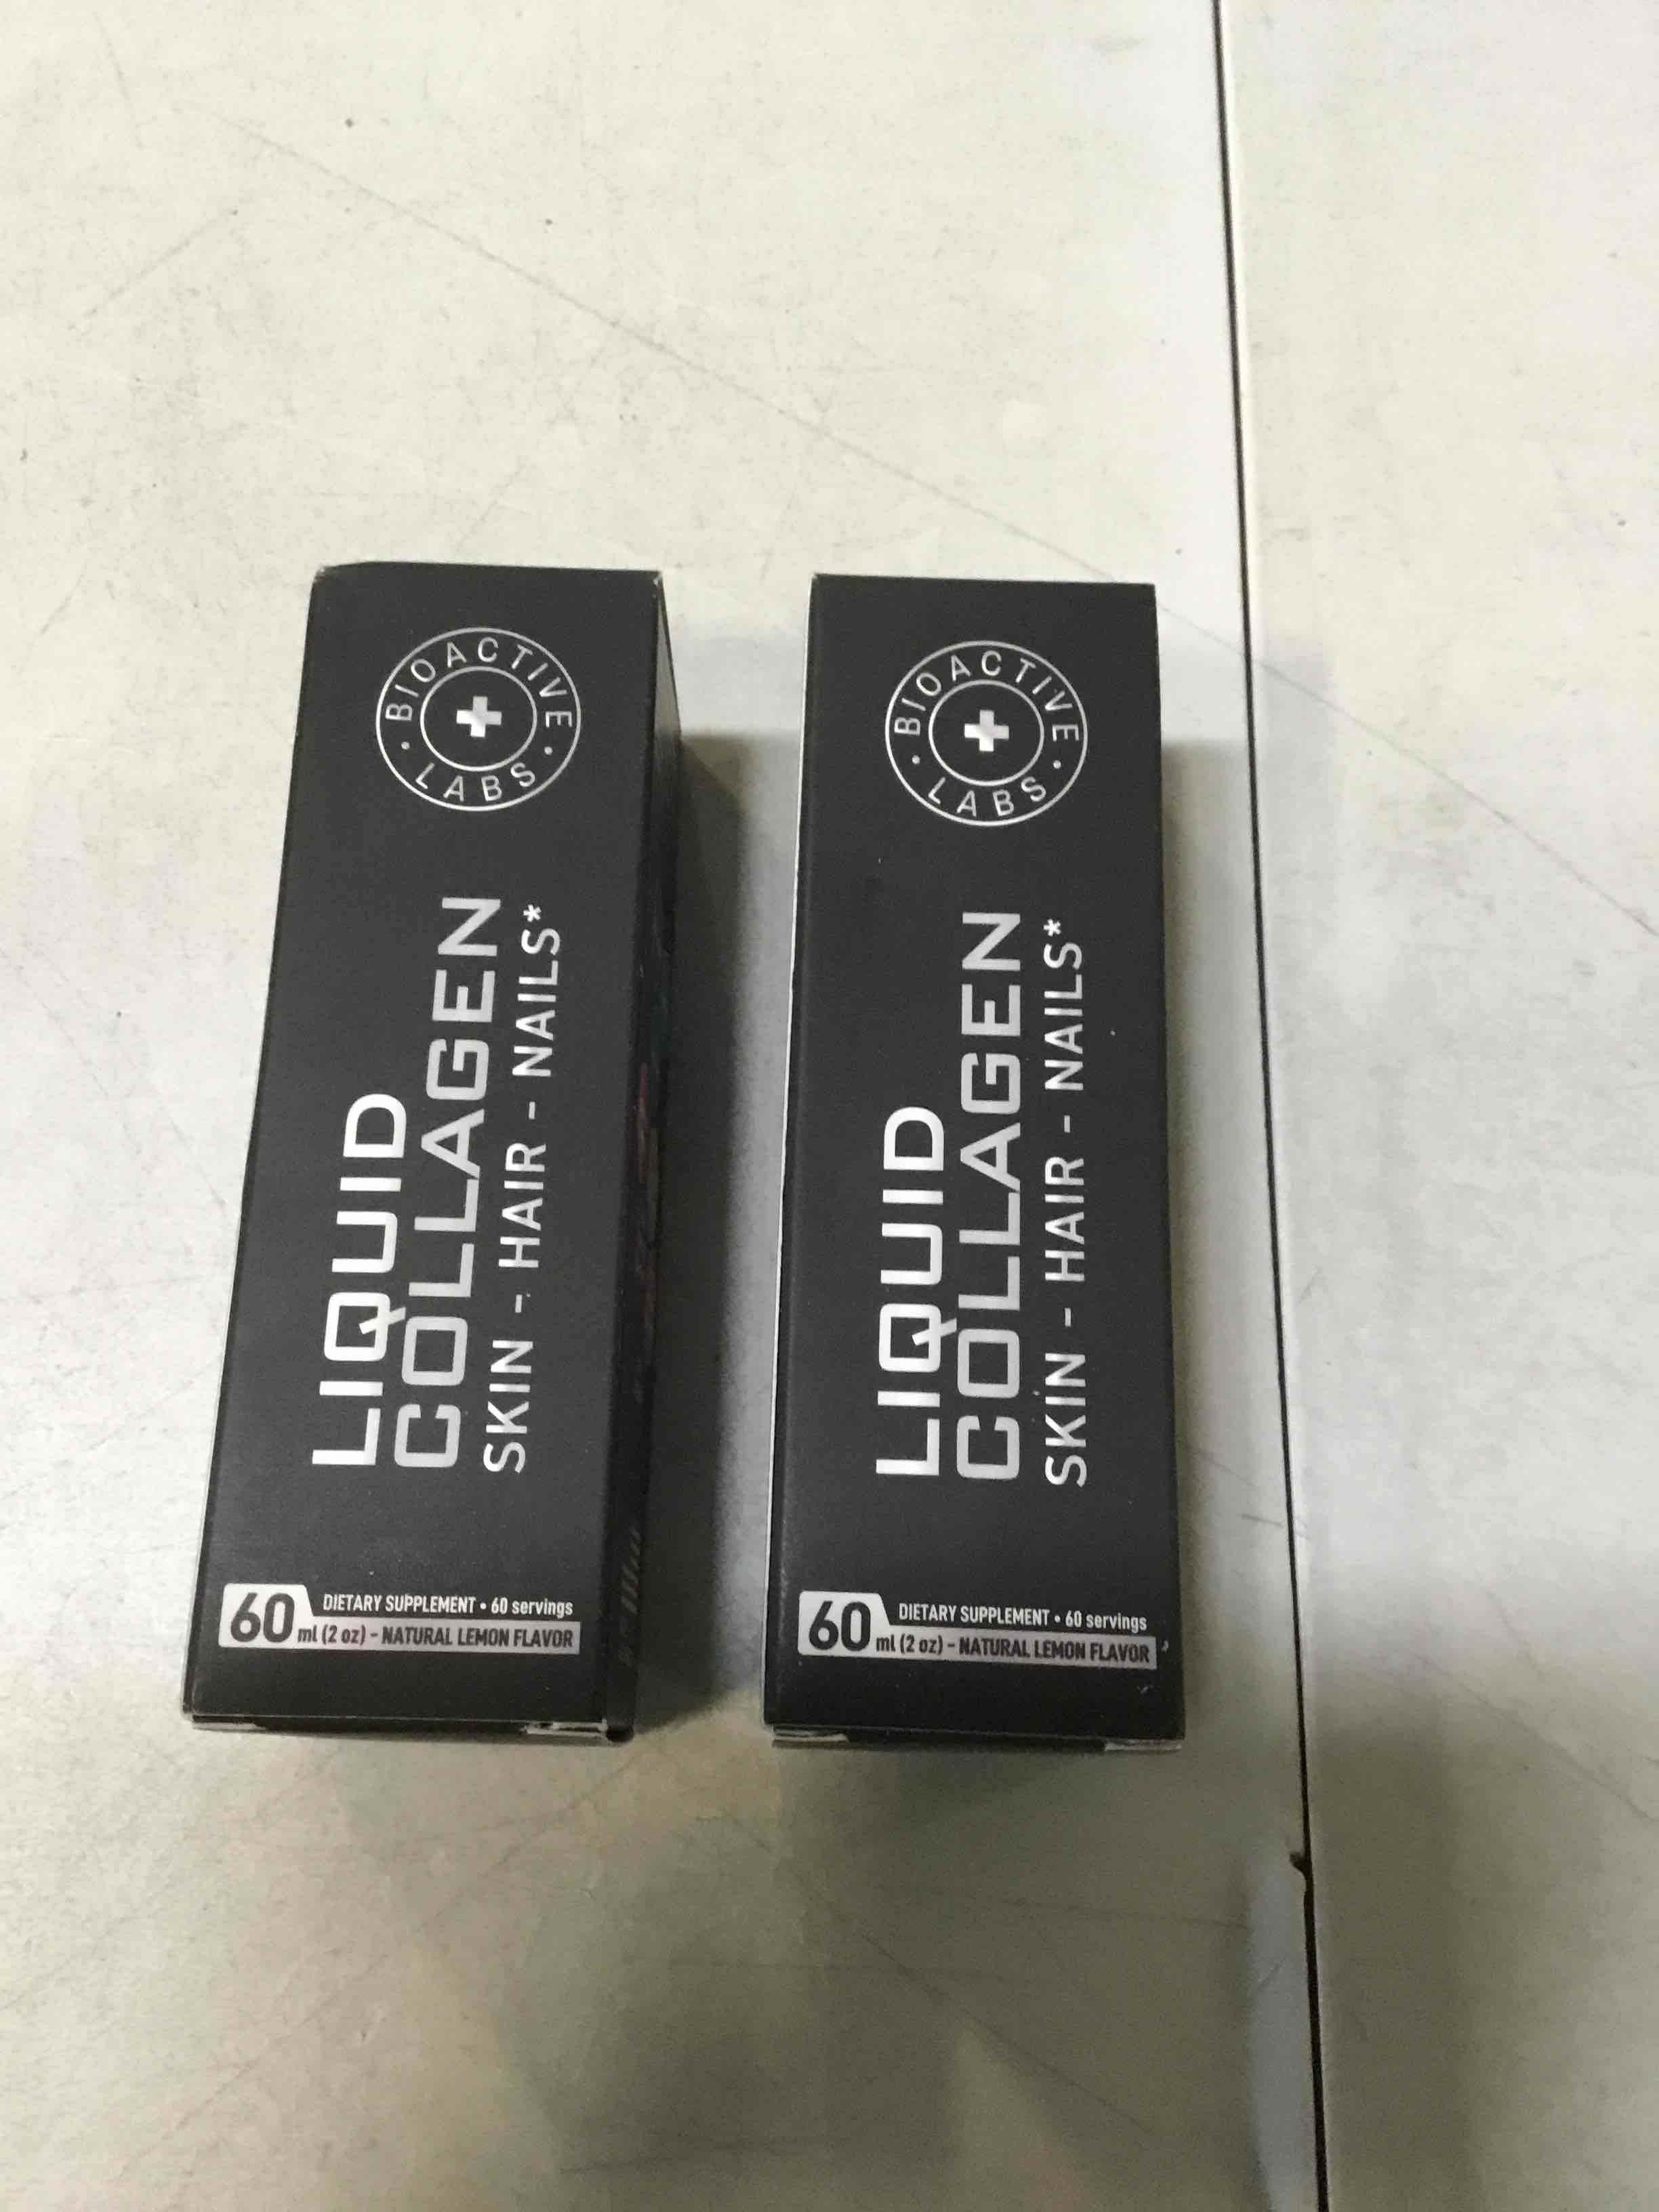 BIOACTIVE
LABS
LIQUID
COLLAGEN
SKIN - HAIR - NAILS*
60 DIETARY SUPPLEMENT • 60 servings
ml (2 oz) - NATURAL LEMON FLAVOR
BIOACTIVE
LABS
LIQUID
COLLAGEN
SKIN - HAIR - NAILS*
60 DIETARY SUPPLEMENT • 60 servings
ml (2 oz) - NATURAL LEMON FLAVOR